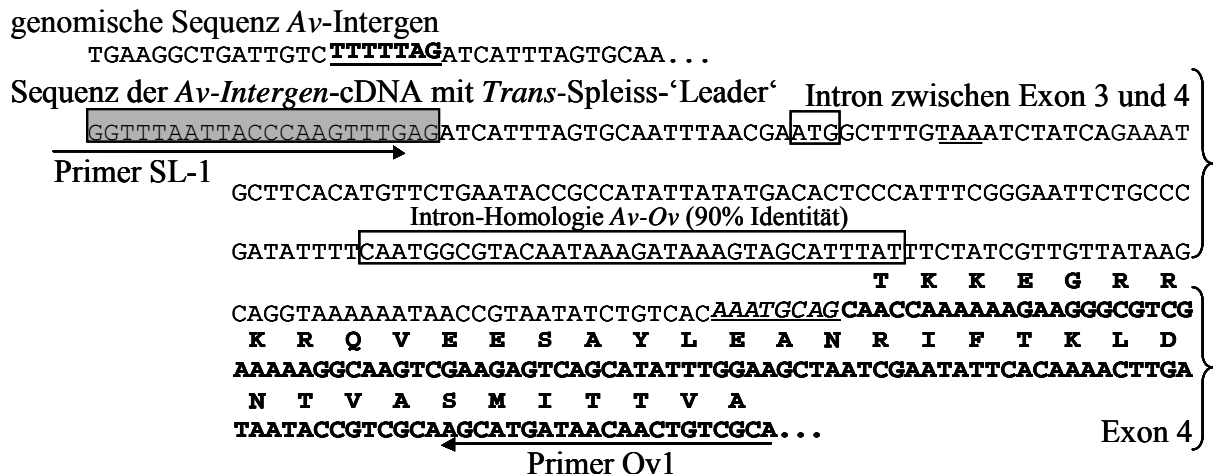 genomische Sequenz Av-Intergen
TGAAGGCTGATTGTCTTTTTAGATCATTTAGTGCAA...
Sequenz der Av-Intergen-cDNA mit Trans-Spleiss-‘Leader‘ Intron zwischen Exon 3 und 4
GGTTTAATTACCCAAGTTTGAGATCATTTAGTGCAATTTAACGAATGGCTTTGTAAATCTATCAGAAAT
Primer SL-1
GCTTCACATGTTCTGAATACCGCCATATTATATGACACTCCCATTTCGGGAATTCTGCCC
Intron-Homologie Av-Ov (90% Identität)
GATATTTTCAATGGCGTACAATAAAGATAAAGTAGCATTTATTTCTATCGTTGTTATAAG
T K K E G R R
CAGGTAAAAAATAACCGTAATATCTGTCACAAATGCAGCAACCAAAAAAGAAGGGCGTCG
K R Q V E E S A Y L E A N R I F T K L D
AAAAAGGCAAGTCGAAGAGTCAGCATATTTGGAAGCTAATCGAATATTCACAAAACTTGA
N T V A S M I T T V A
TAATACCGTCGCAAGCATGATAACAACTGTCGCA...
Exon 4
Primer Ov1